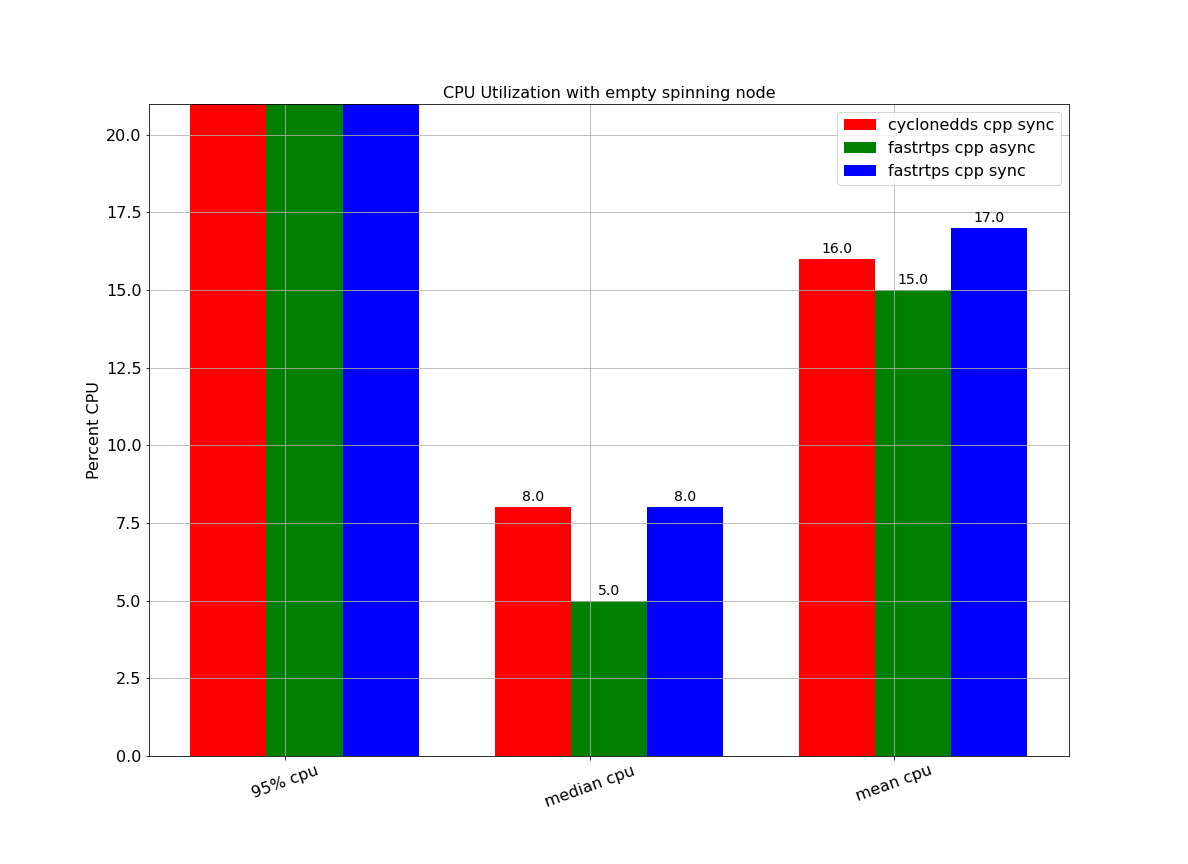 CPU Utilization with empty spinning node
cyclonedds cpp sync
fastrtps cpp async
fastrtps cpp sync
Percent CPU
20.0
17.5
15.0
12.5
10.0
7.5
5.0
2.5
0.0
8.0
5.0
8.0
16.0
15.0
17.0
95% cpu
median cpu
mean cpu